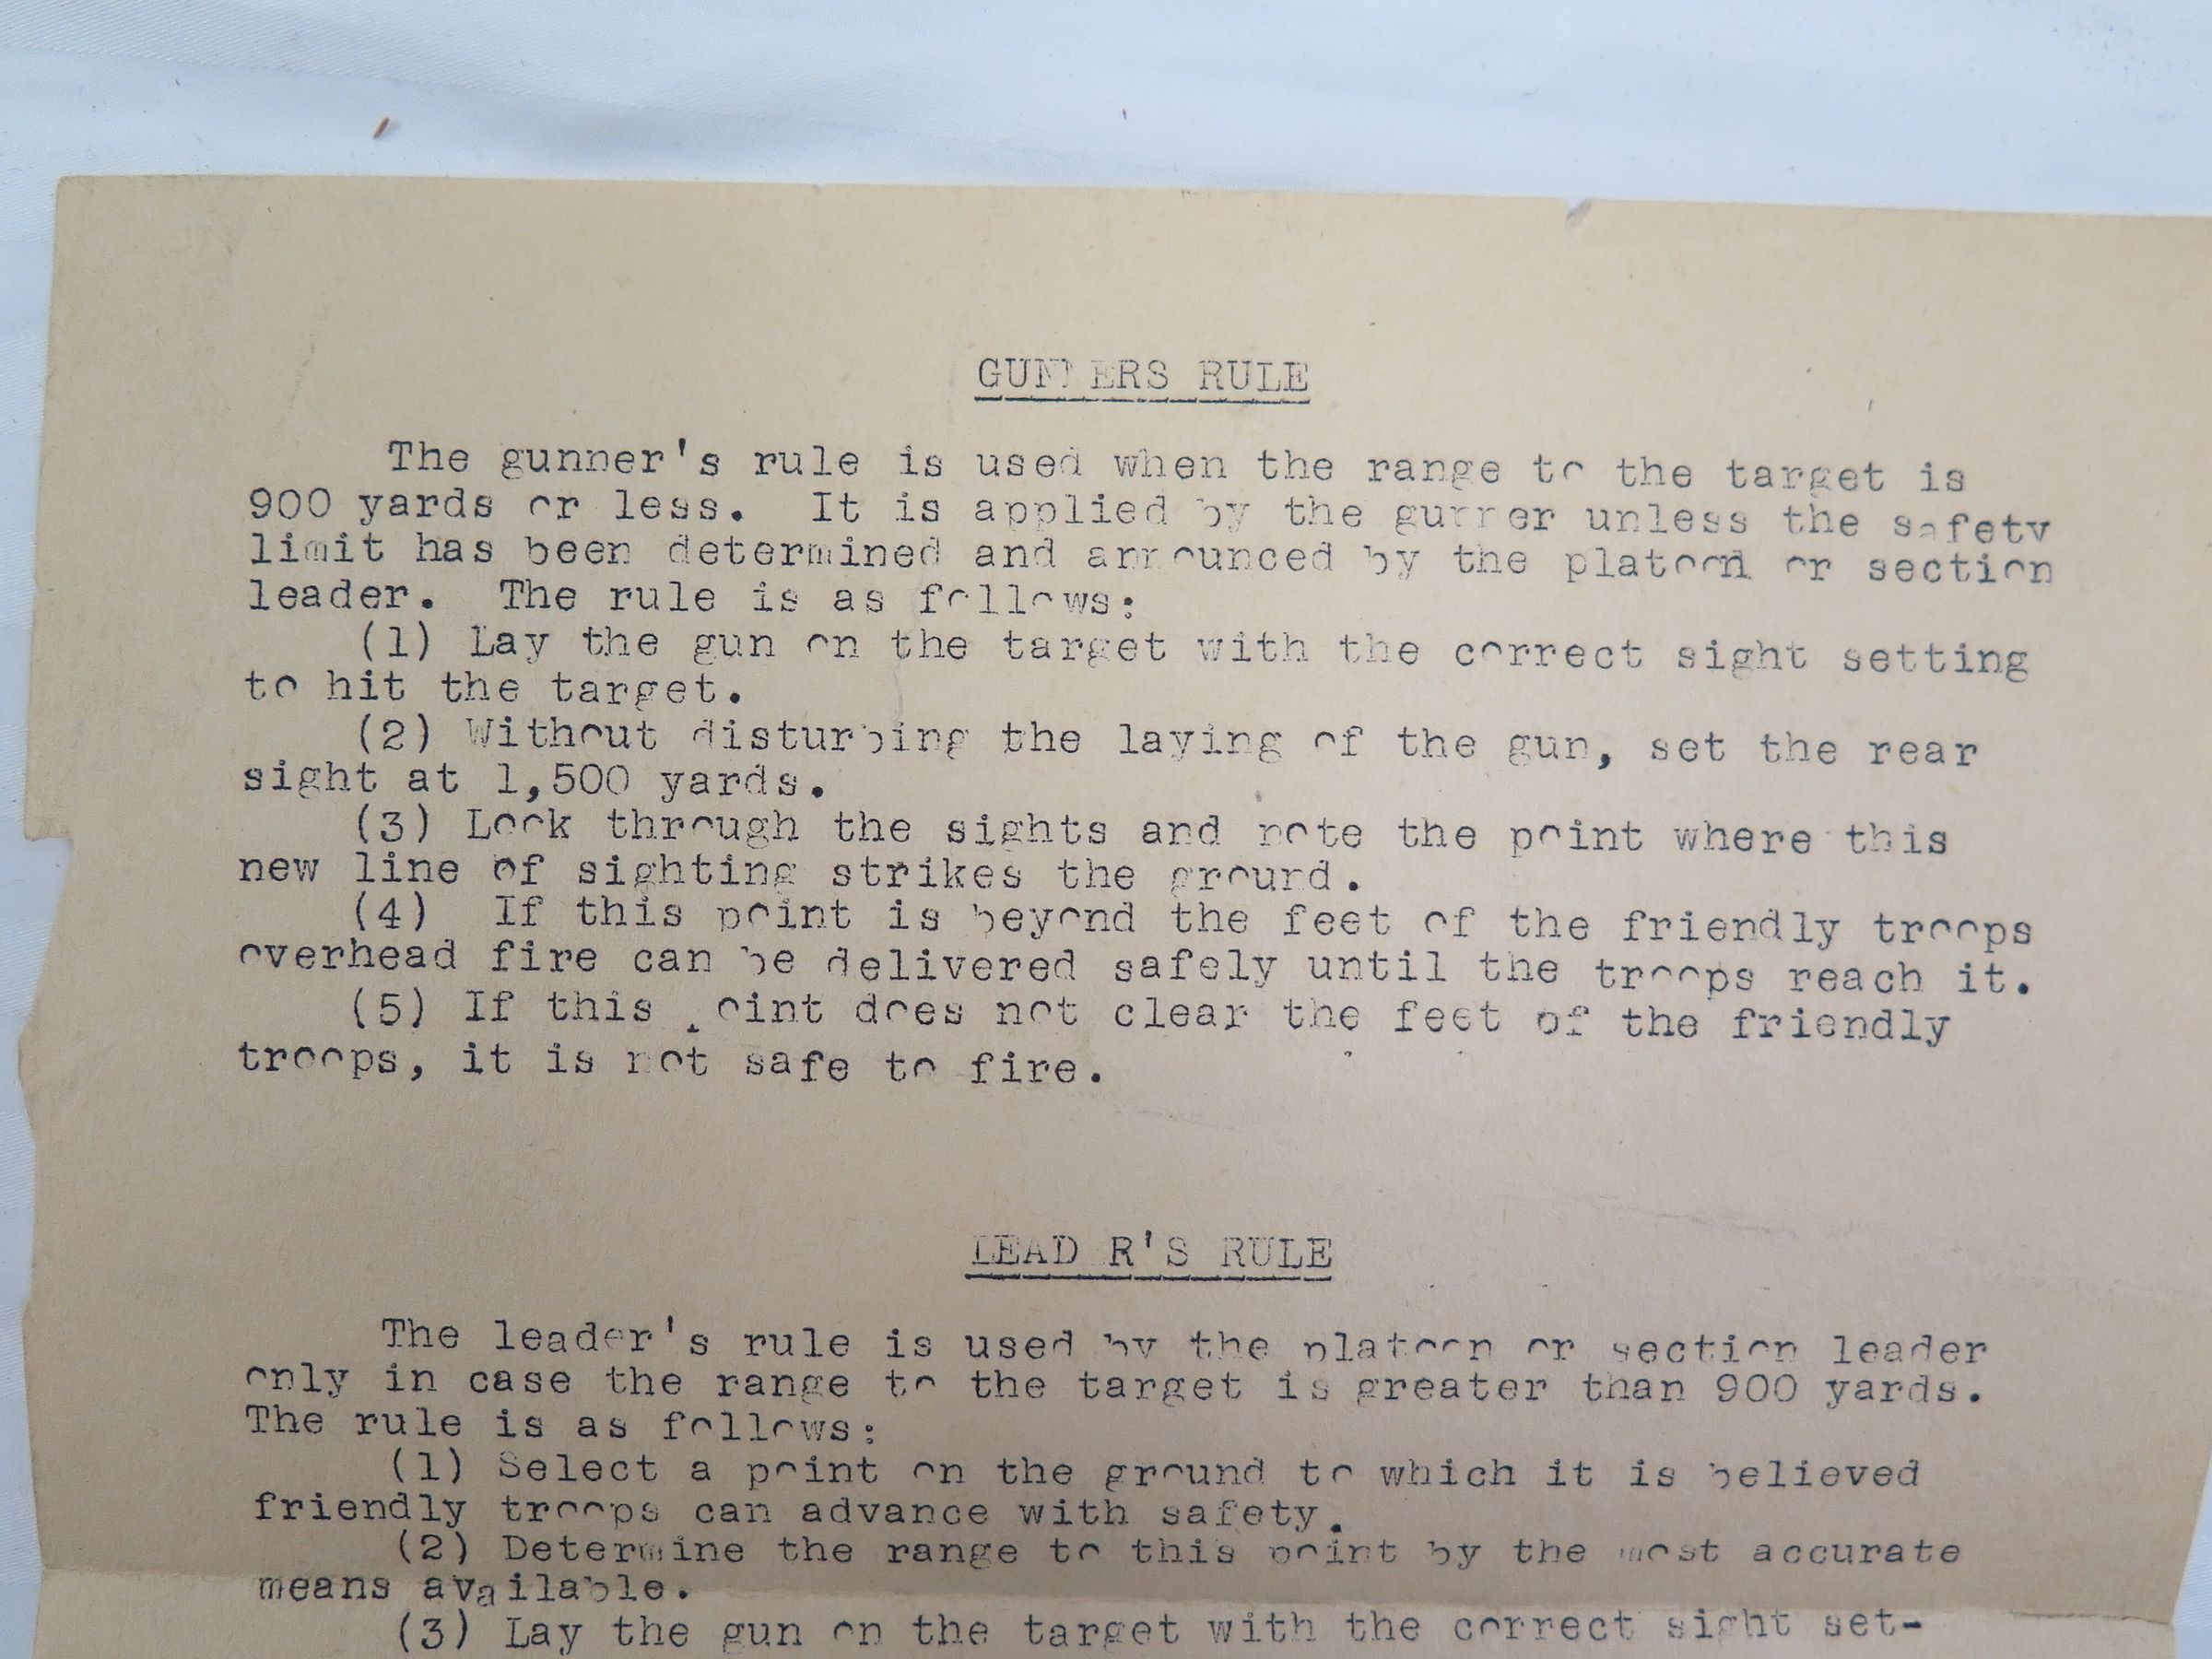 GUNNERS RULE
The gunner's rule is used when the range to the target is
900 yards or less. It is applied by the gunner unless the safety
limit has been determined and announced by the platoon or section
leader. The rule is as follows:
(1) Lay the gun on the target with the correct sight setting
to hit the target.
(2) Without disturbing the laying of the gun, set the rear
sight at 1,500 yards.
(3) Look through the sights and note the point where this
new line of sighting strikes the ground.
(4) If this point is beyond the feet of the friendly troops
overhead fire can be delivered safely until the troops reach it.
(5) If this point does not clear the feet of the friendly
troops, it is not safe to fire.
LEAD R'S RULE
The leader's rule is used by the platoon or section leader
only in case the range to the target is greater than 900 yards.
The rule is as follows:
(1) Select a point on the ground to which it is believed
friendly troops can advance with safety.
(2) Determine the range to this point by the most accurate
means available.
(3) Lay the gun on the target with the correct sight set-